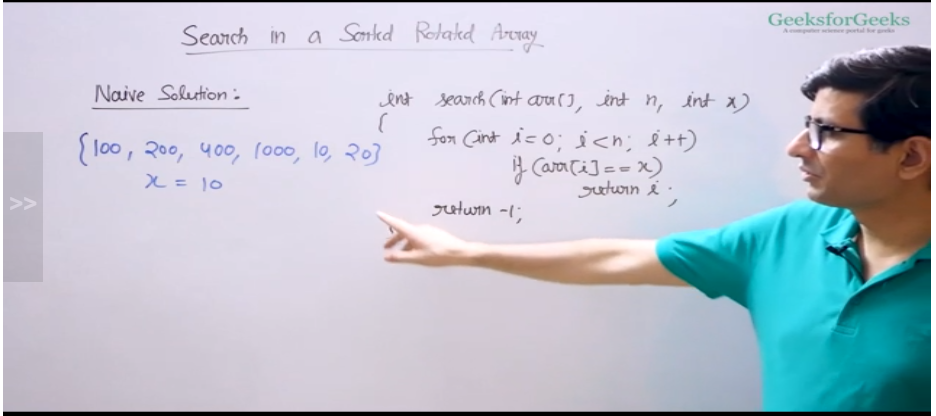 GeeksforGeeks
A computer science portal for geeks
Search in a Sorted Rotated Array
Naive Solution:
{100, 200, 400, 1000, 10, 20}
x = 10
int search(int arr[], int n, int x)
{
for (int i=0; i<n; i++)
if (arr[i] == x)
return i;
return -1;
>>